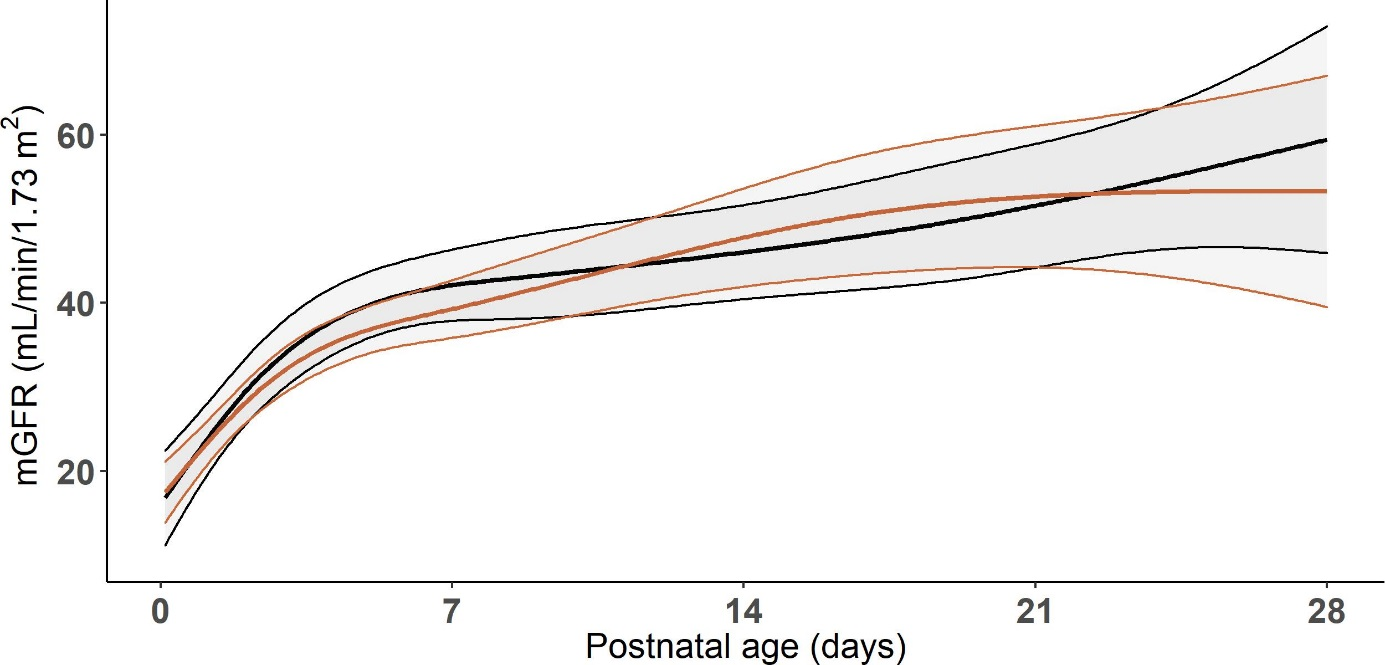 mGFR (mL/min/1.73 m²)
60
40
20
0 7 14 21 28
Postnatal age (days)